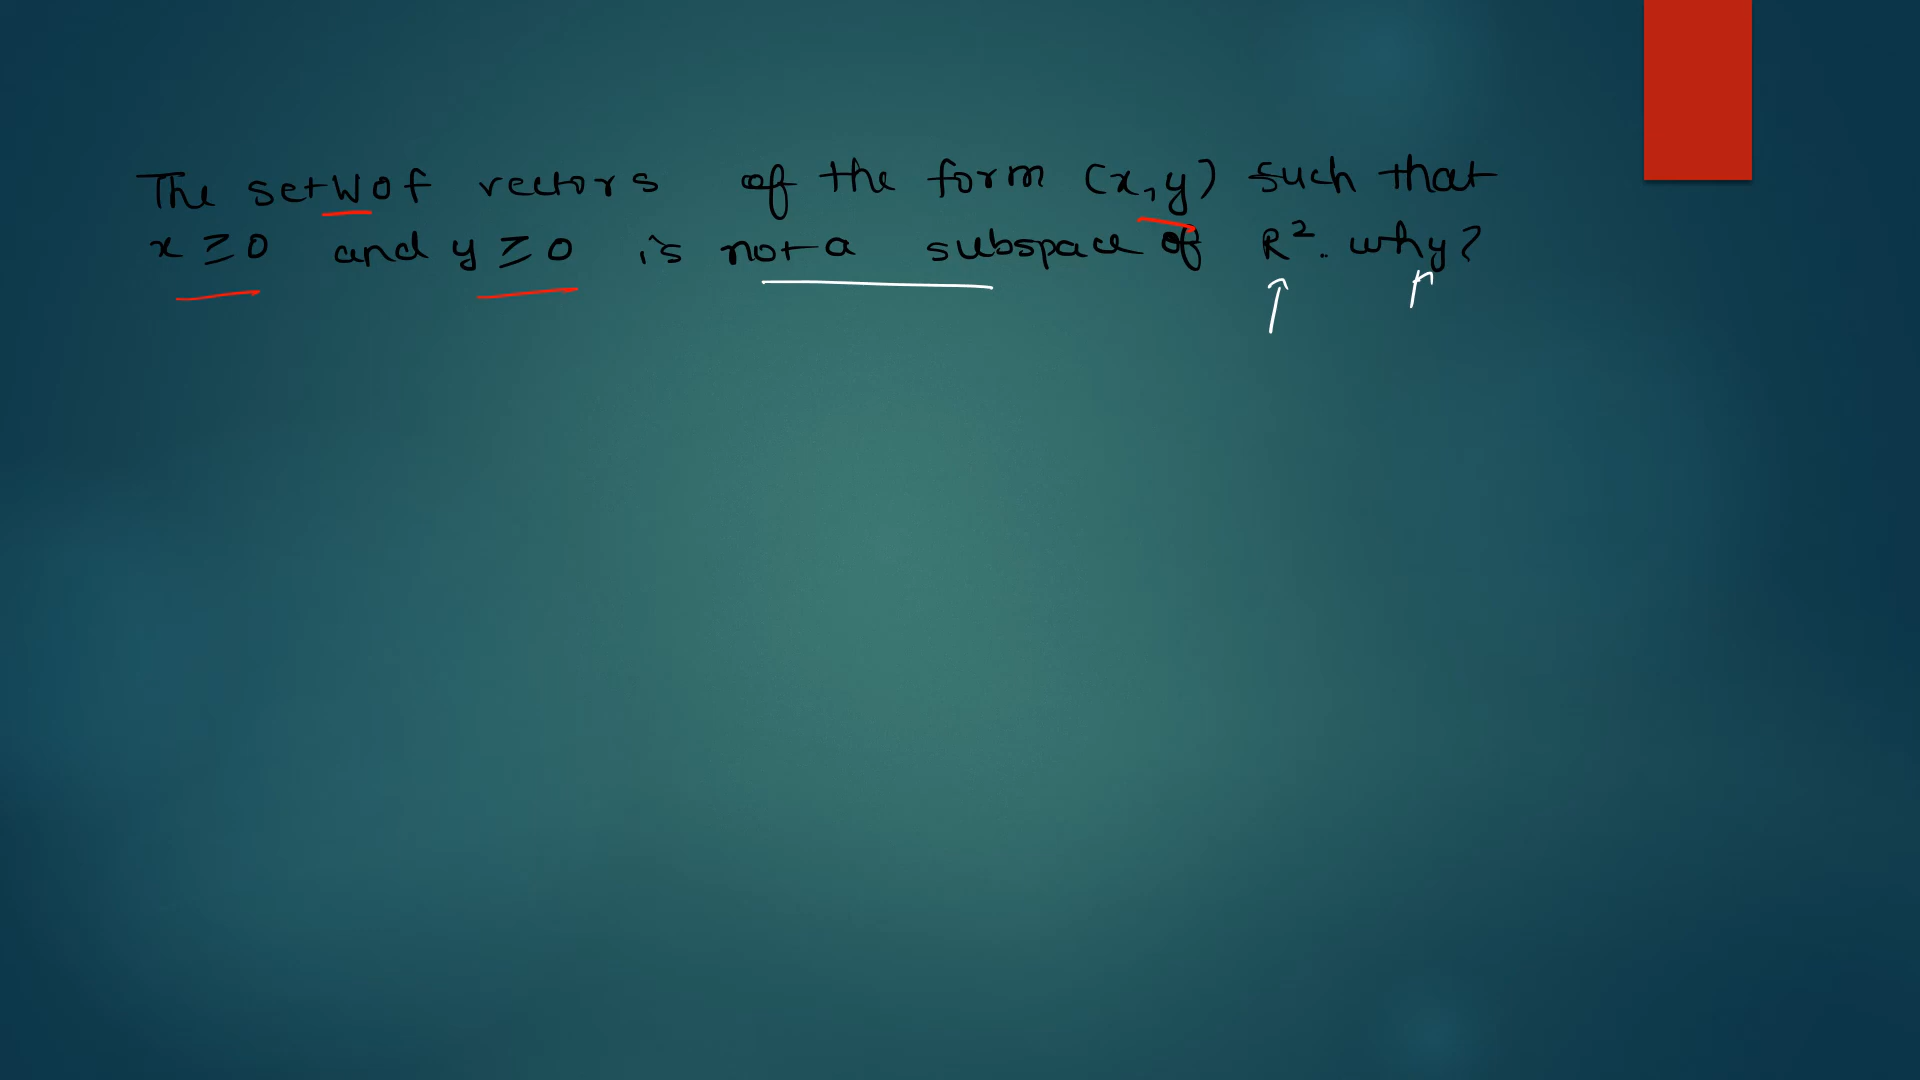 The set W of vectors of the form (x, y) such that
x ≥ 0 and y ≥ 0 is not a subspace of R². why?